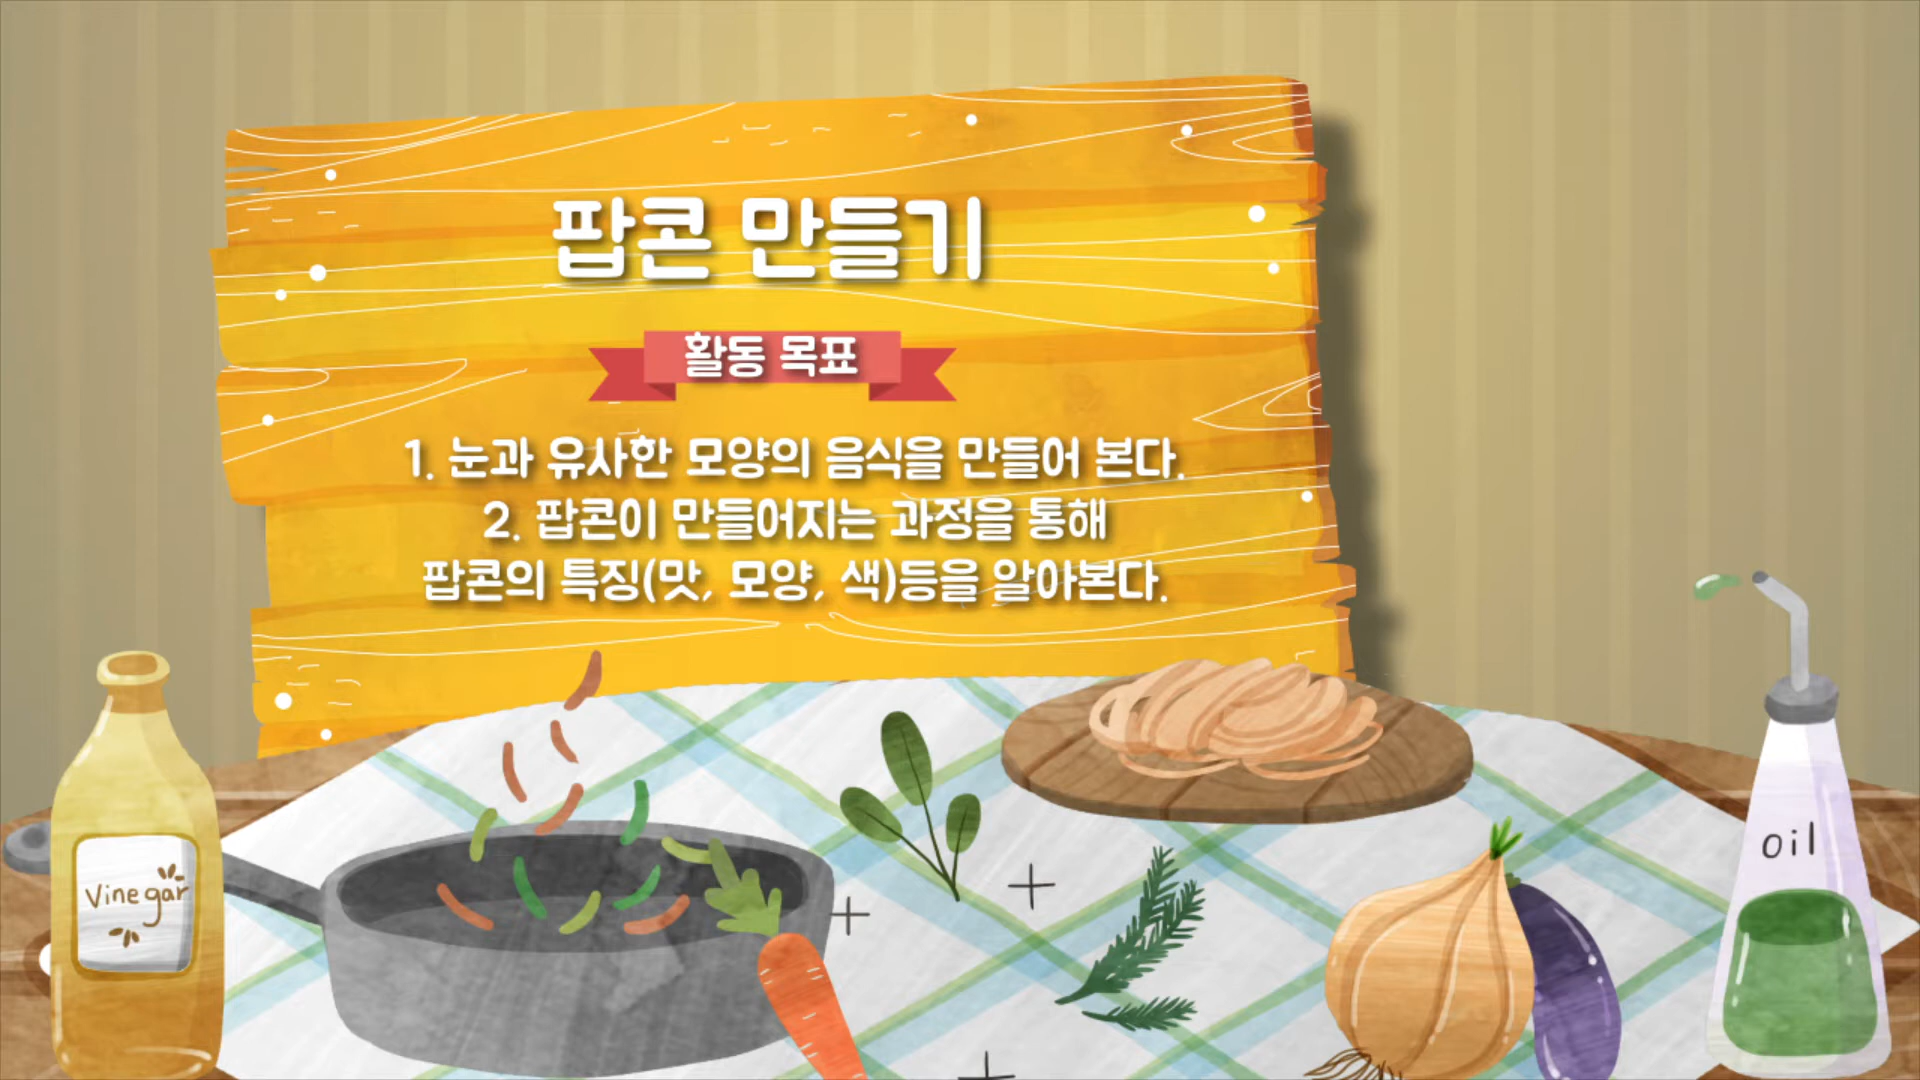 팝콘 만들기
활동 목표
1. 눈과 유사한 모양의 음식을 만들어 본다.
2. 팝콘이 만들어지는 과정을 통해
팝콘의 특징(맛, 모양, 색)등을 알아본다.
Vinegar
oil